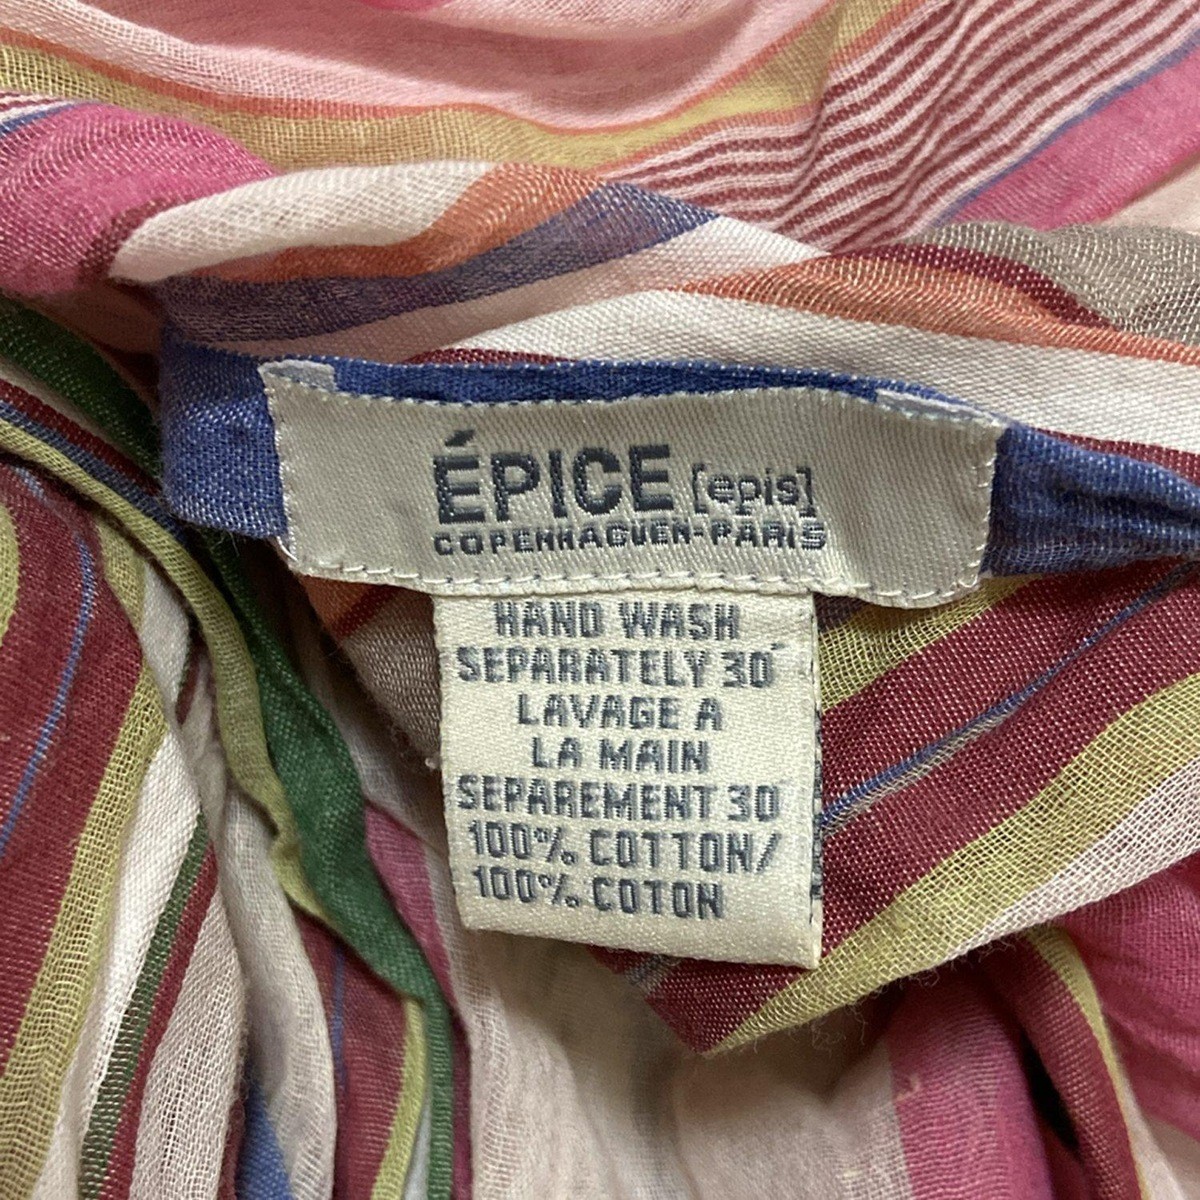 ÉPICE [epis]
COPENHAGUEN-PARIS
HAND WASH
SEPARATELY 30°
LAVAGE A
LA MAIN
SEPAREMENT 30°
100% COTTON/
100% COTON